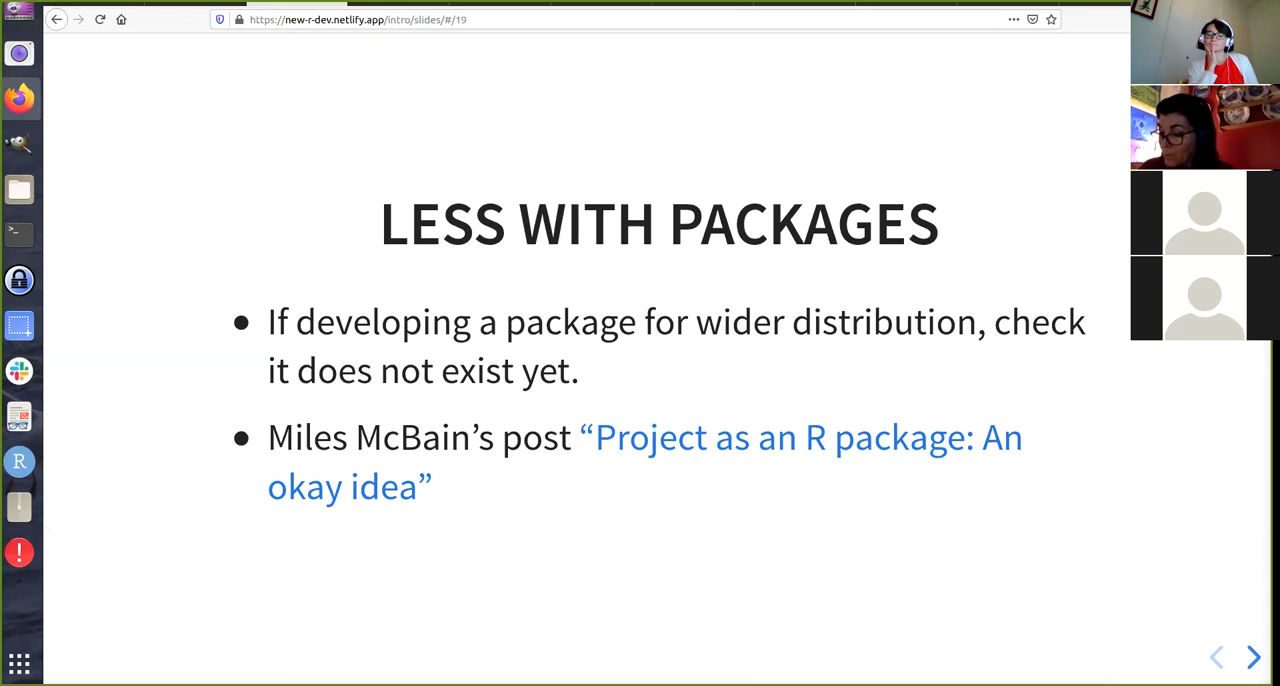 https://new-r-dev.netlify.app/intro/slides/#/19
LESS WITH PACKAGES
• If developing a package for wider distribution, check
it does not exist yet.
• Miles McBain’s post “Project as an R package: An
okay idea”
>_
R
!